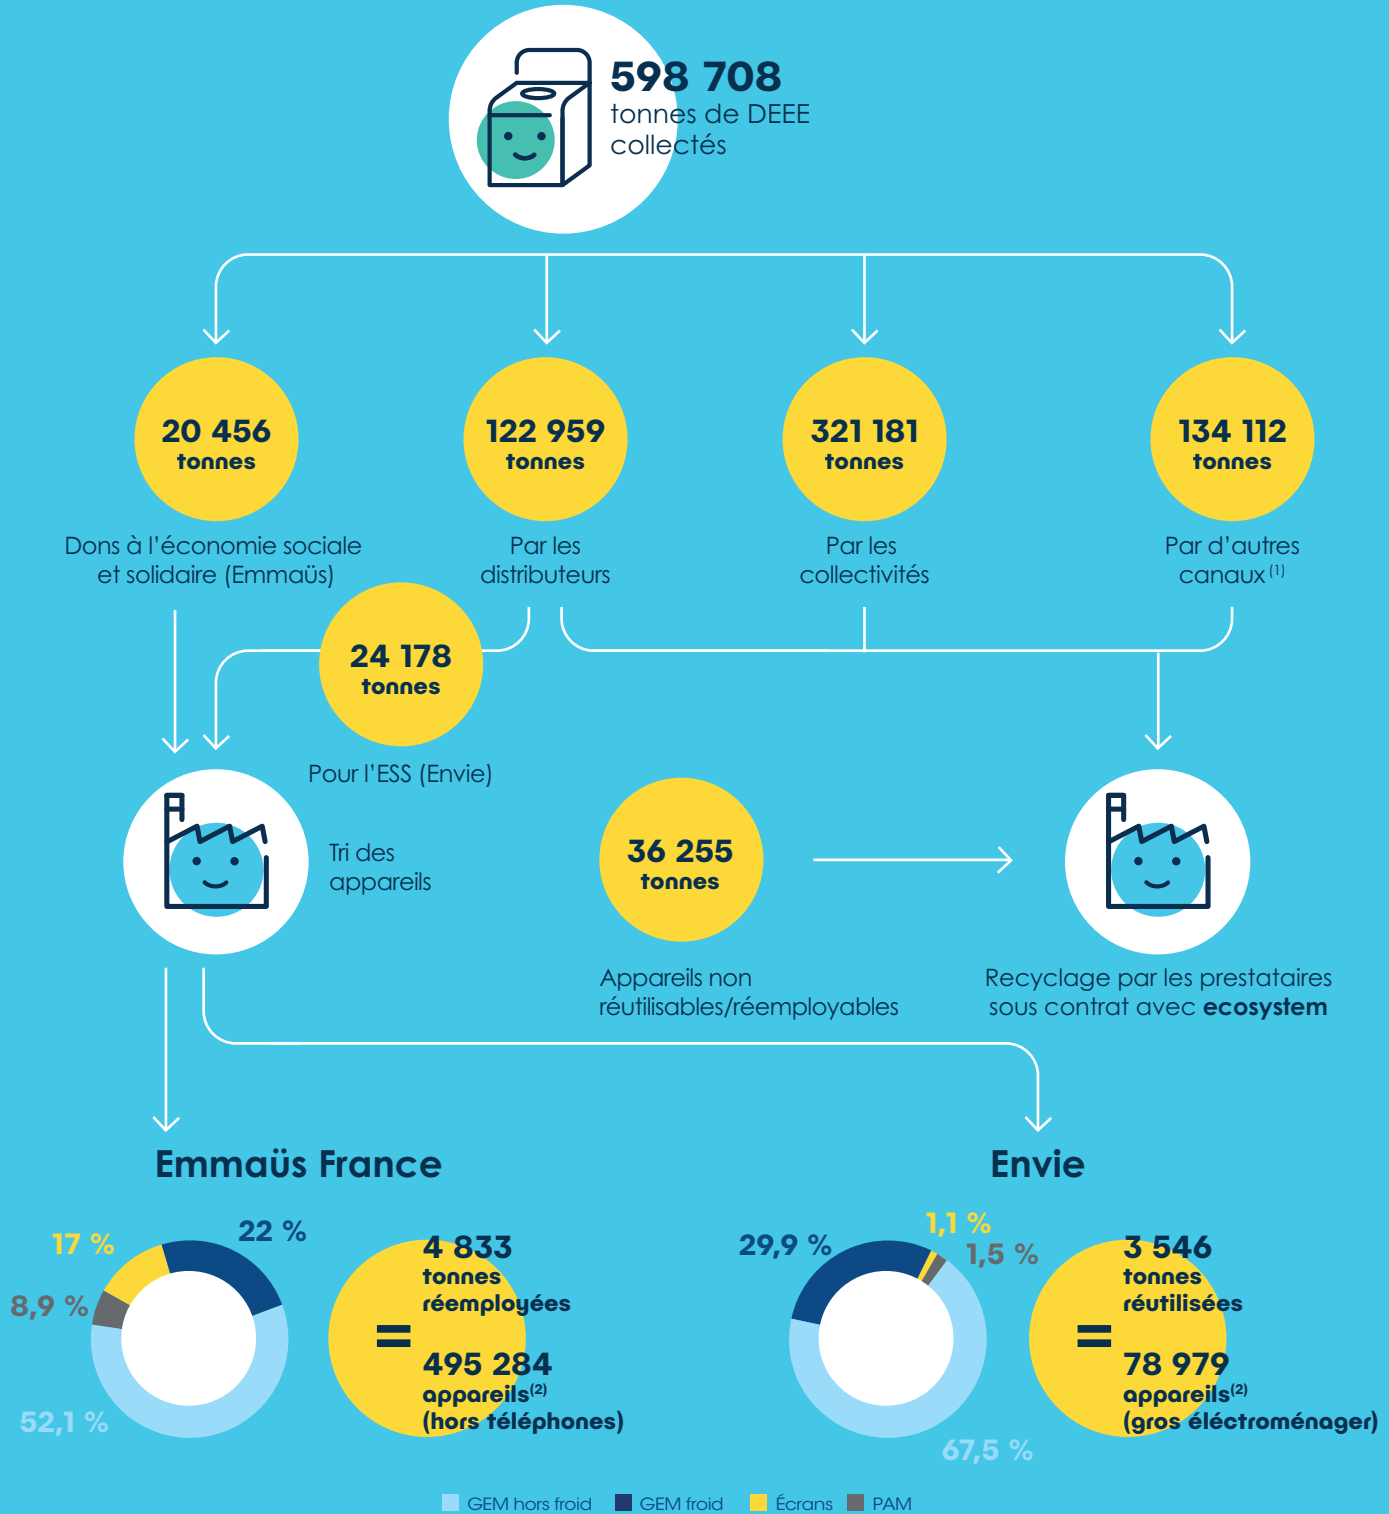 598 708
tonnes de DEEE
collectés
20 456
tonnes
Dons à l'économie sociale
et solidaire (Emmaüs)
122 959
tonnes
Par les
distributeurs
321 181
tonnes
Par les
collectivités
134 112
tonnes
Par d'autres
canaux (1)
24 178
tonnes
Pour l'ESS (Envie)
Tri des
appareils
36 255
tonnes
Appareils non
réutilisables/réemployables
Recyclage par les prestataires
sous contrat avec ecosystem
Emmaüs France
17 %
22 %
8,9 %
52,1 %
=
4 833
tonnes
réemployées
495 284
appareils(2)
(hors téléphones)
Envie
29,9 %
1,1 %
1,5 %
67,5 %
=
3 546
tonnes
réutilisées
78 979
appareils(2)
(gros éléctroménager)
GEM hors froid GEM froid Écrans PAM